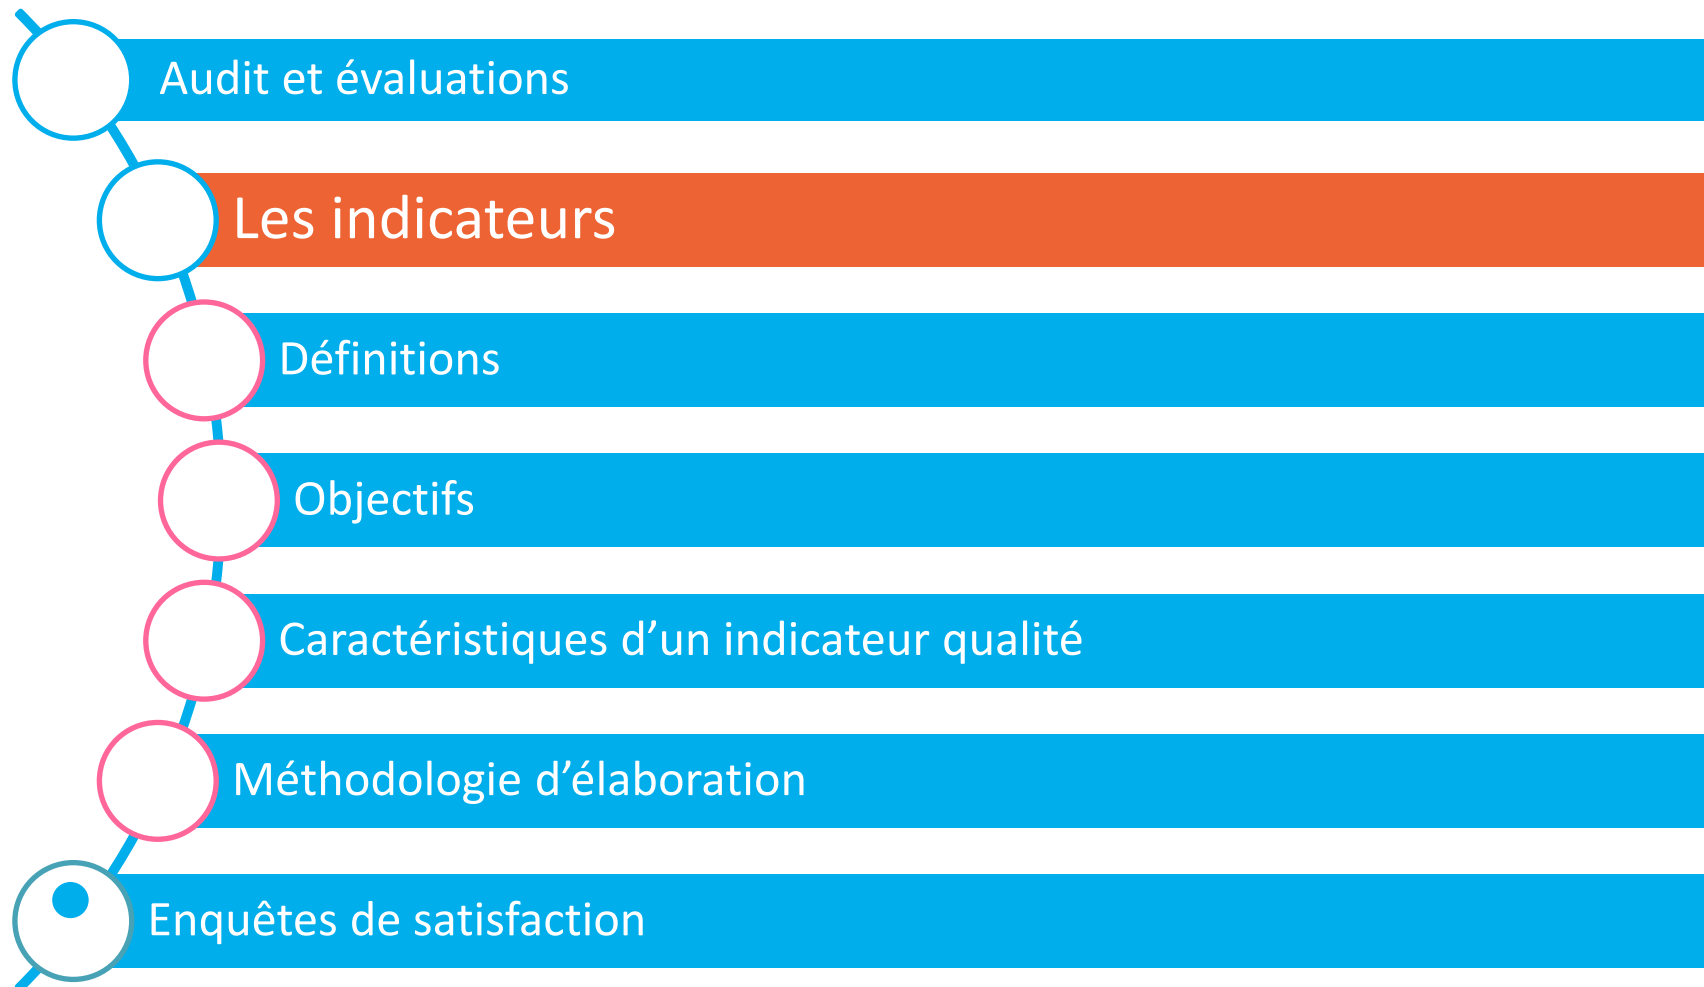 Audit et évaluations
Les indicateurs
Définitions
Objectifs
Caractéristiques d’un indicateur qualité
Méthodologie d’élaboration
Enquêtes de satisfaction